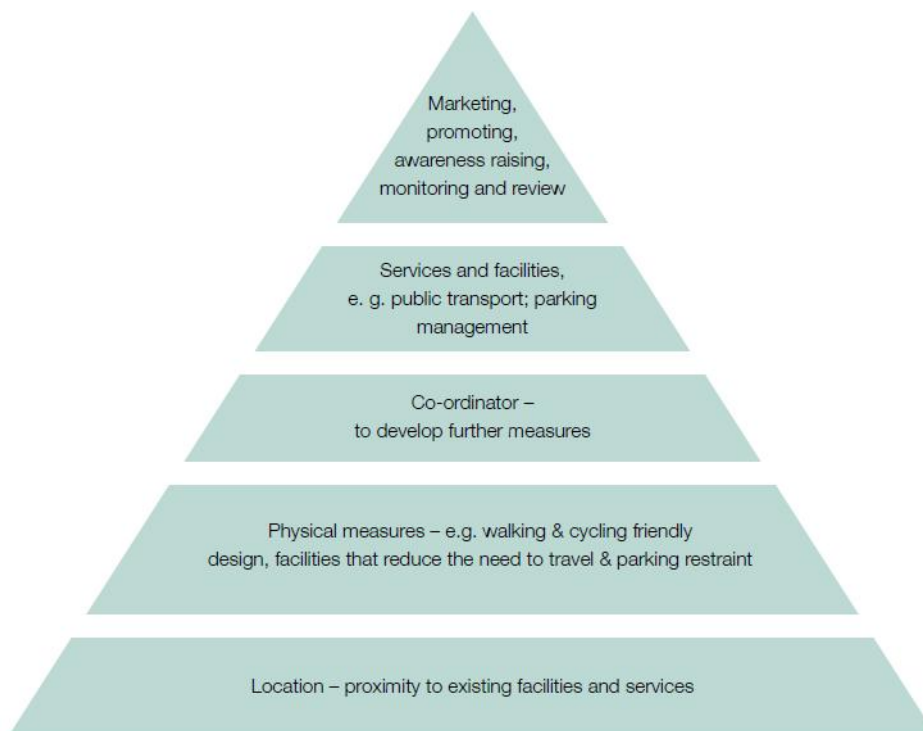 Marketing,
promoting,
awareness raising,
monitoring and review
Services and facilities,
e. g. public transport; parking
management
Co-ordinator –
to develop further measures
Physical measures – e.g. walking & cycling friendly
design, facilities that reduce the need to travel & parking restraint
Location – proximity to existing facilities and services